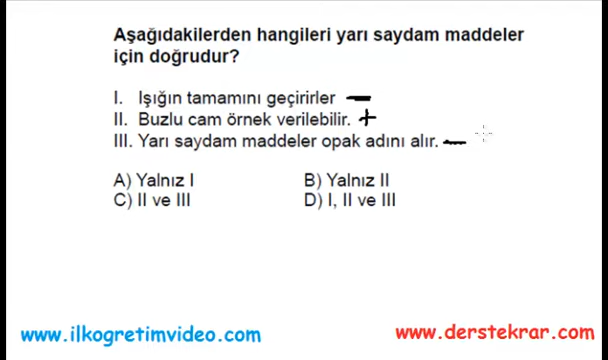 Aşağıdakilerden hangileri yarı saydam maddeler
için doğrudur?
I. Işığın tamamını geçirirler –
II. Buzlu cam örnek verilebilir. +
III. Yarı saydam maddeler opak adını alır. –
A) Yalnız I B) Yalnız II
C) II ve III D) I, II ve III
www.ilkogretimvideo.com www.derstekrar.com